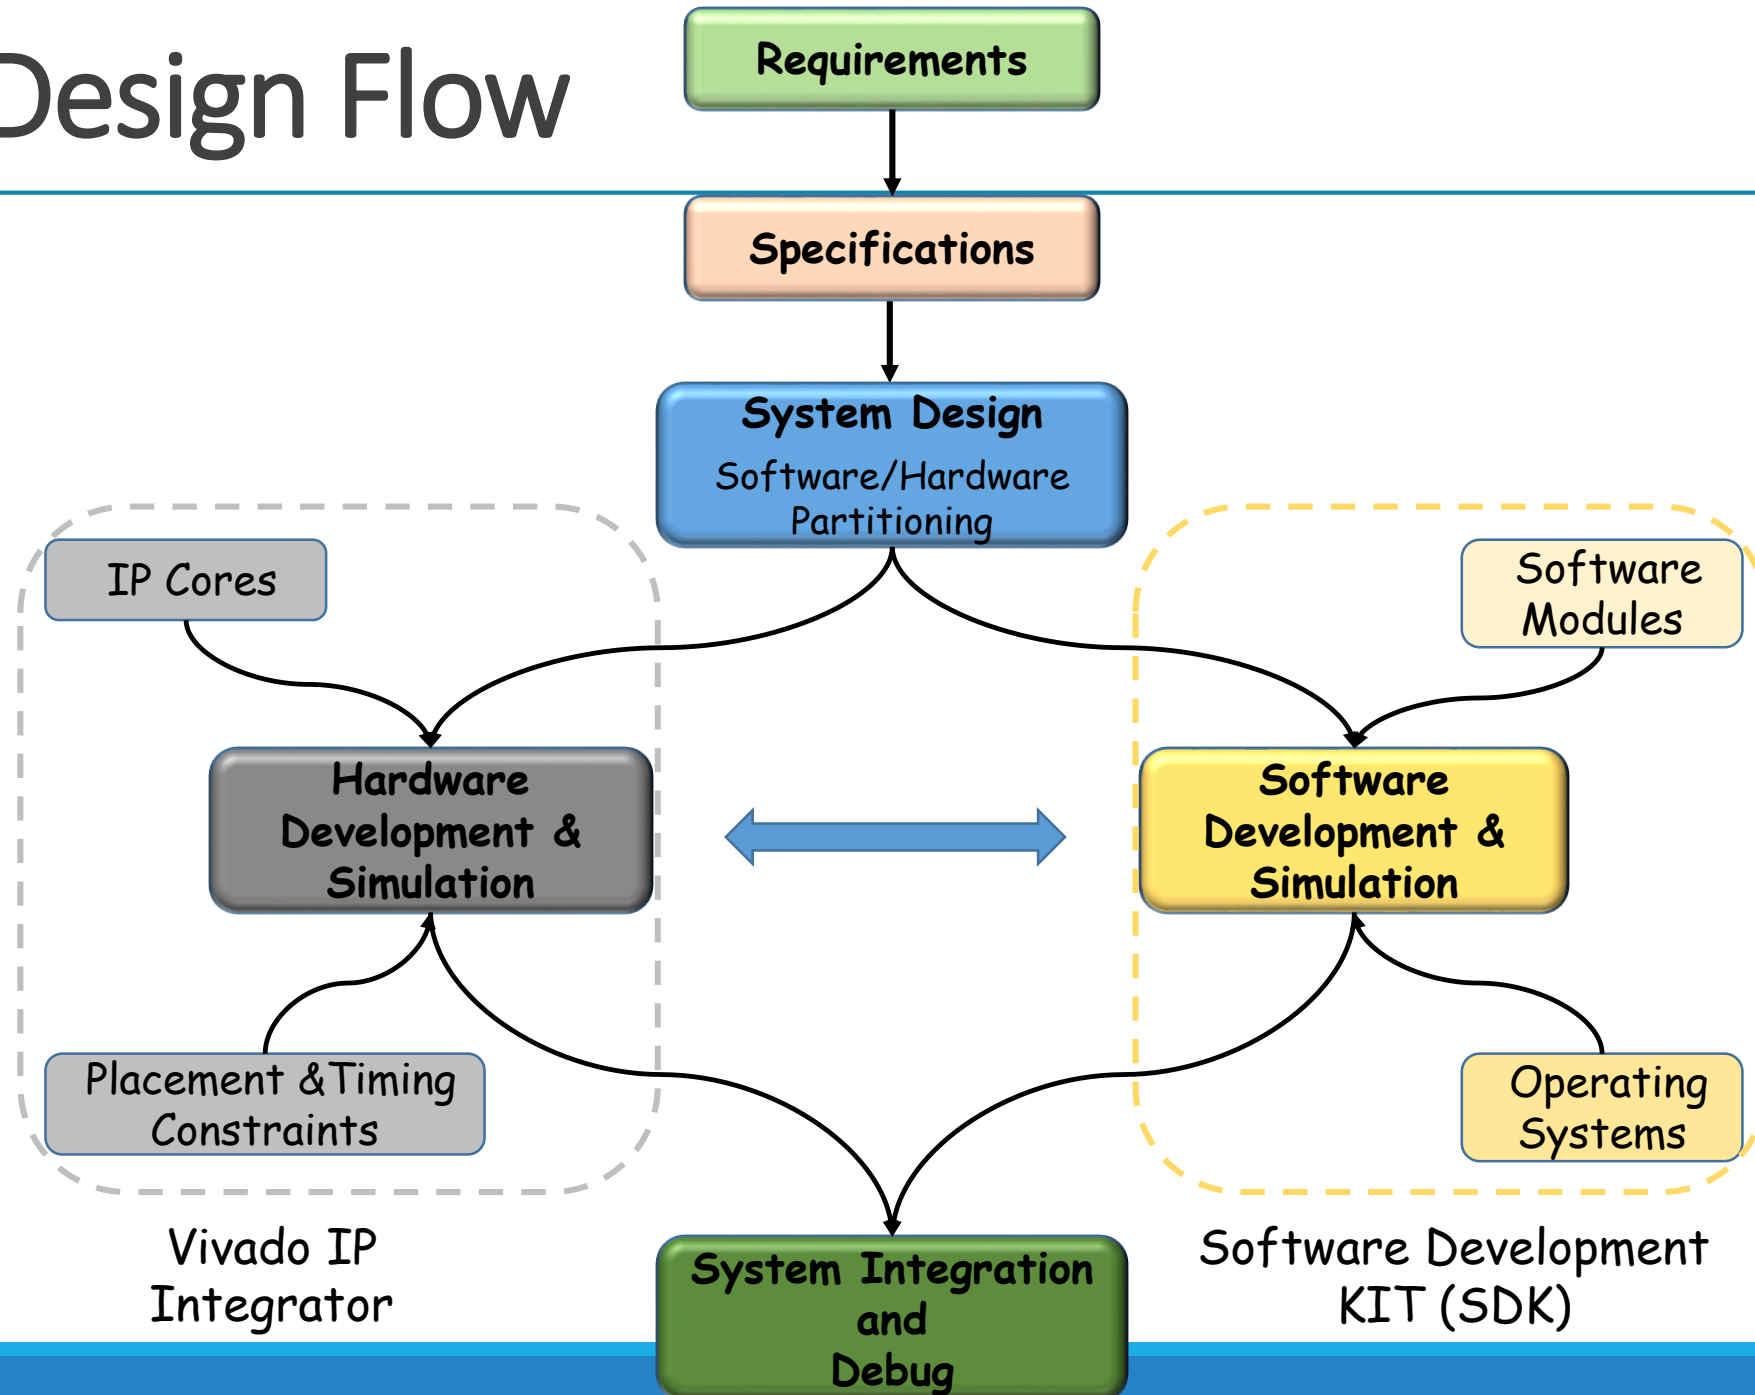 Design Flow
Requirements
Specifications
System Design
Software/Hardware
Partitioning
IP Cores
Software
Modules
Hardware
Development &
Simulation
Software
Development &
Simulation
Placement &Timing
Constraints
Operating
Systems
Vivado IP
Integrator
System Integration
and
Debug
Software Development
KIT (SDK)